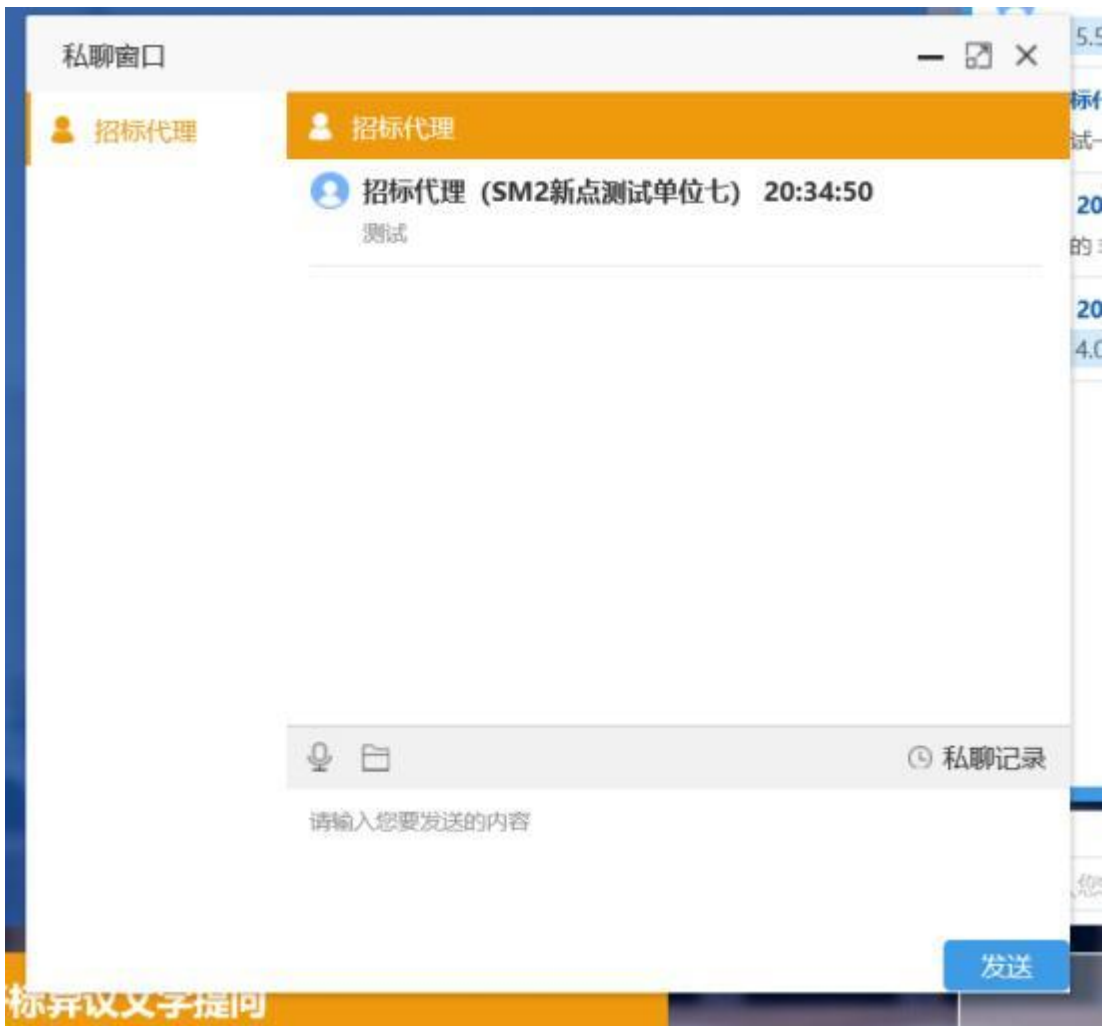 私聊窗口
招标代理
招标代理
招标代理（SM2新点测试单位七） 20:34:50
测试
私聊记录
请输入您要发送的内容
发送
标异议文字提问
5.5
试一
20
的
20
4.0